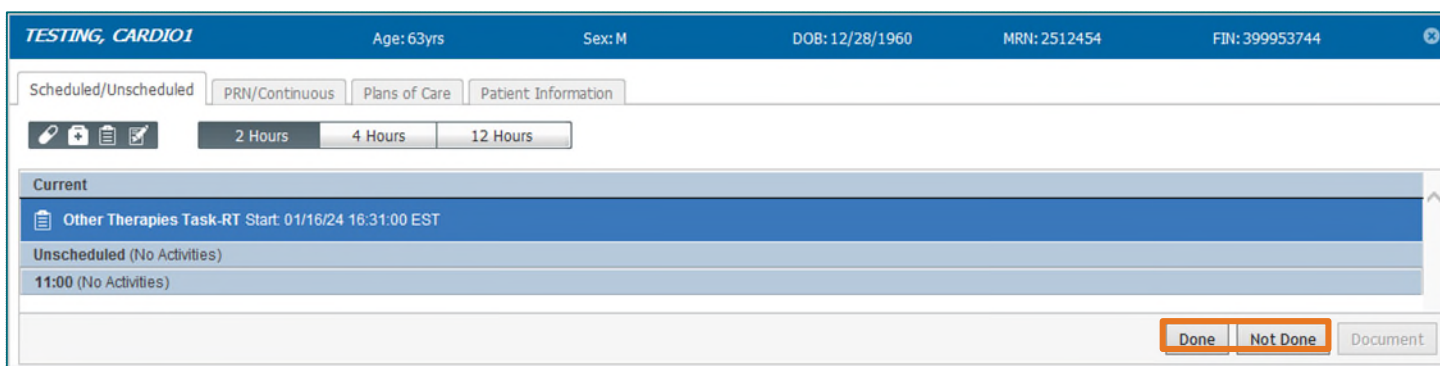 TESTING, CARDIO1 Age: 63yrs Sex: M DOB: 12/28/1960 MRN: 2512454 FIN: 399953744
Scheduled/Unscheduled PRN/Continuous Plans of Care Patient Information
2 Hours 4 Hours 12 Hours
Current
Other Therapies Task-RT Start: 01/16/24 16:31:00 EST
Unscheduled (No Activities)
11:00 (No Activities)
Done Not Done Document